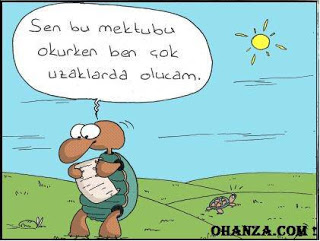 Sen bu mektubu
okurken ben çok
uzaklarda olucam.
OHANZA.COM !